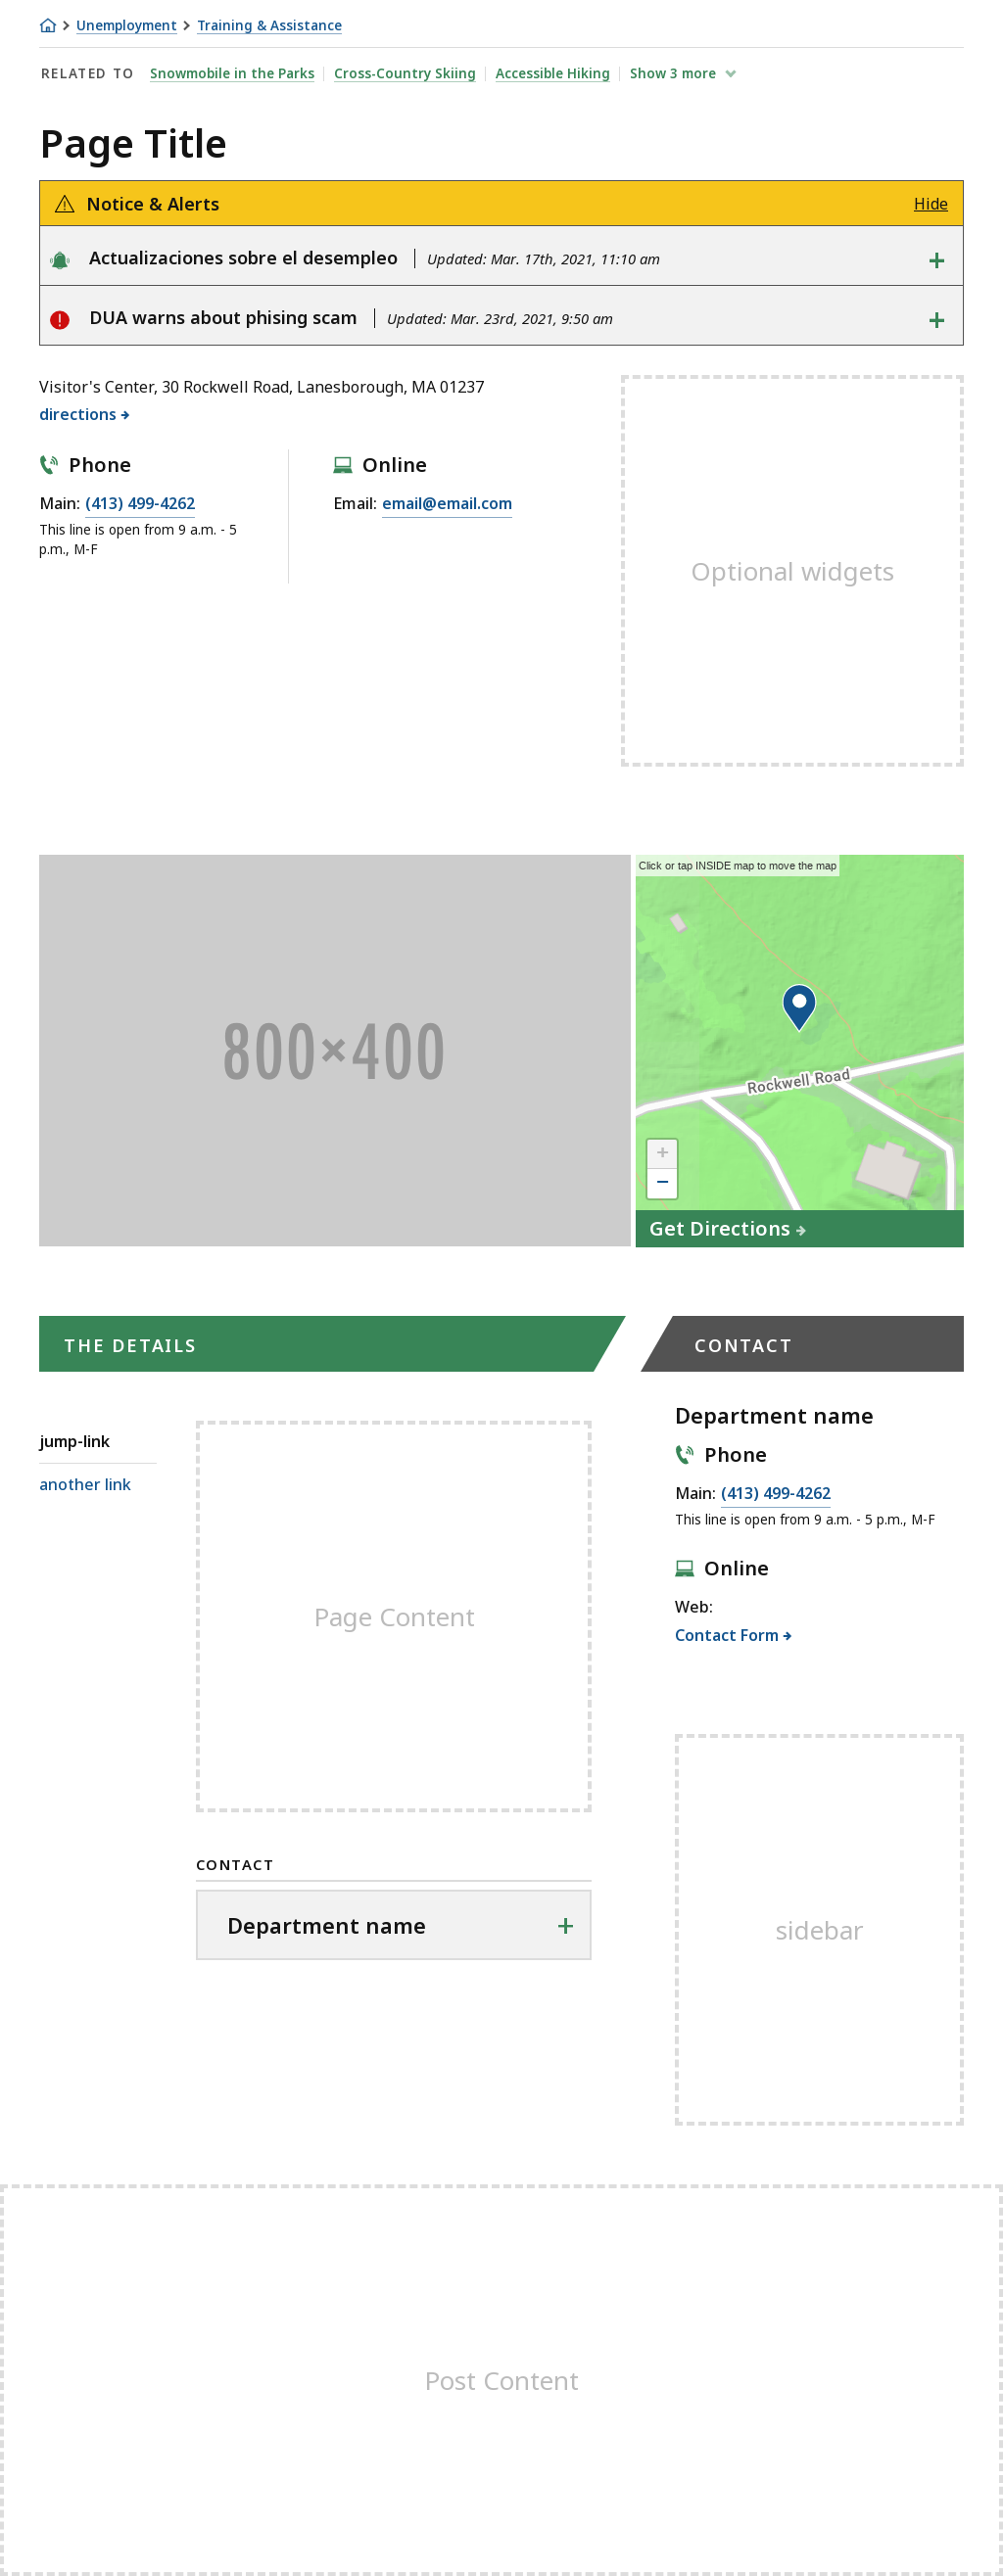 Unemployment Training & Assistance
RELATED TO Snowmobile in the Parks Cross-Country Skiing Accessible Hiking Show 3 more
Page Title
Notice & Alerts Hide
Actualizaciones sobre el desempleo Updated: Mar. 17th, 2021, 11:10 am
DUA warns about phising scam Updated: Mar. 23rd, 2021, 9:50 am
Visitor's Center, 30 Rockwell Road, Lanesborough, MA 01237
directions
Phone
Main: (413) 499-4262
This line is open from 9 a.m. - 5
p.m., M-F
Online
Email: email@email.com
Optional widgets
800×400
Click or tap INSIDE map to move the map
Rockwell Road
+
−
Get Directions
THE DETAILS
CONTACT
jump-link
another link
Page Content
CONTACT
Department name
Department name
Phone
Main: (413) 499-4262
This line is open from 9 a.m. - 5 p.m., M-F
Online
Web:
Contact Form
sidebar
Post Content